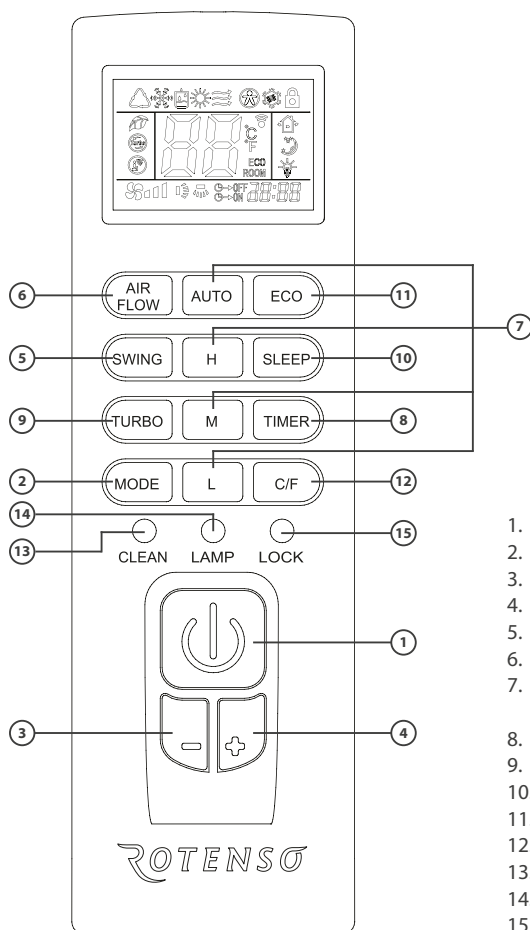 °C
°F
ECO
ROOM
OFF
ON 28:88
AIR FLOW AUTO ECO
SWING H SLEEP
TURBO M TIMER
MODE L C/F
CLEAN LAMP LOCK
ROTENSO
6
11
7
5
10
9
8
2
12
14
13
15
1
3
4
1.
2.
3.
4.
5.
6.
7.
8.
9.
10
11
12
13
14
15